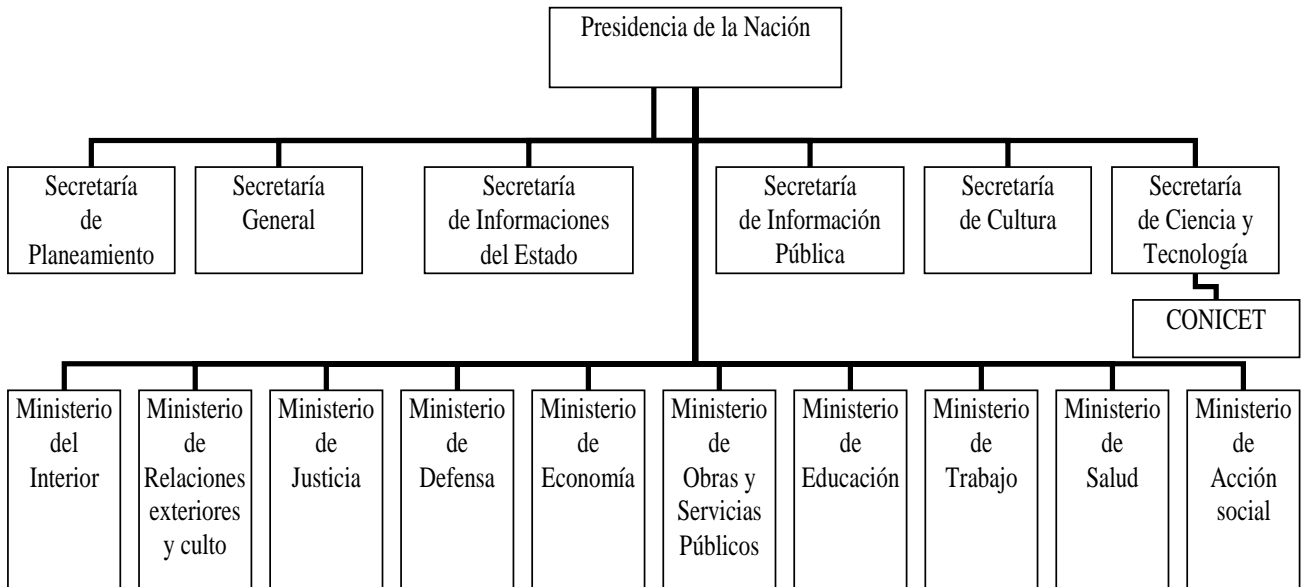 Presidencia de la Nación
Secretaría
de
Planeamiento
Secretaría
General
Secretaría
de Informaciones
del Estado
Secretaría
de Información
Pública
Secretaría
de Cultura
Secretaría
de Ciencia y
Tecnología
CONICET
Ministerio
del
Interior
Ministerio
de
Relaciones
exteriores
y culto
Ministerio
de
Justicia
Ministerio
de
Defensa
Ministerio
de
Economía
Ministerio
de
Obras y
Servicias
Públicos
Ministerio
de
Educación
Ministerio
de
Trabajo
Ministerio
de
Salud
Ministerio
de
Acción
social